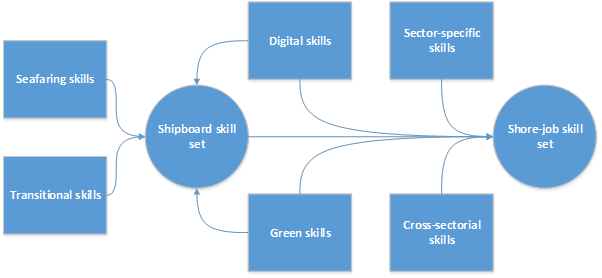 Digital skills
Sector-specific
skills
Seafaring skills
Shipboard skill
set
Shore-job skill
set
Transitional skills
Green skills
Cross-sectorial
skills